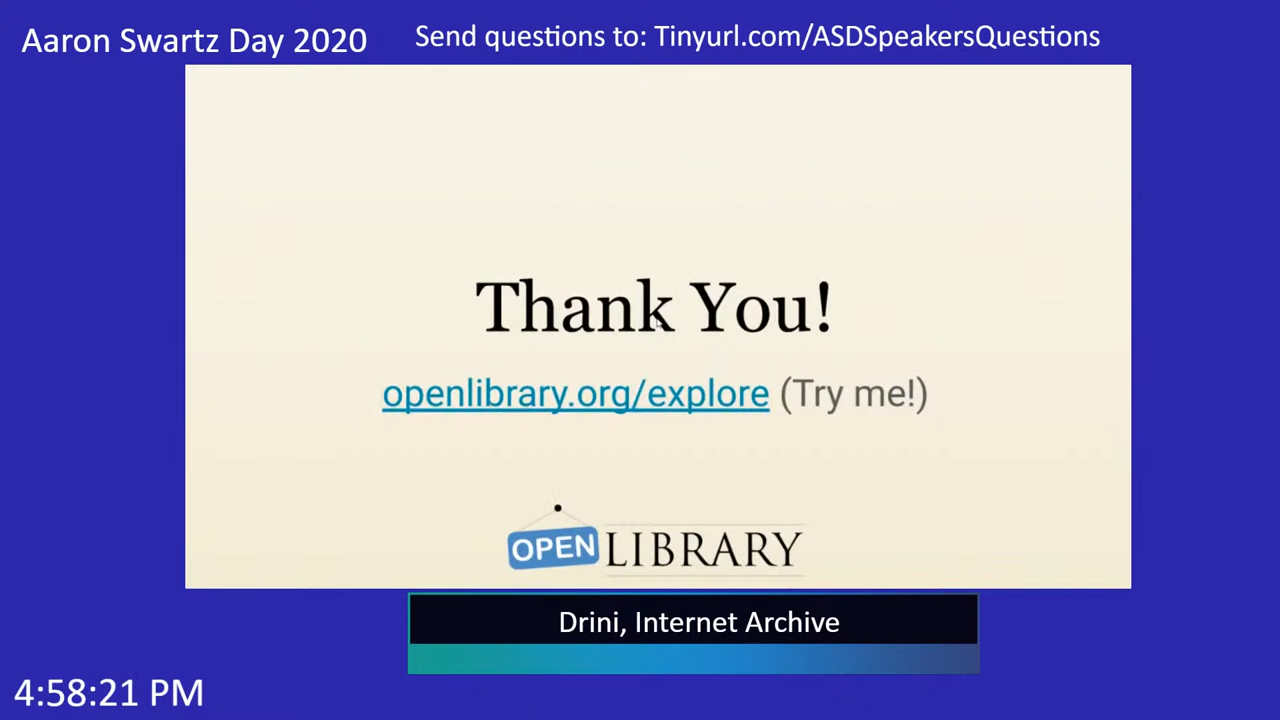 Aaron Swartz Day 2020
Send questions to: Tinyurl.com/ASDSpeakersQuestions
Thank You!
openlibrary.org/explore (Try me!)
OPEN LIBRARY
Drini, Internet Archive
4:58:21 PM